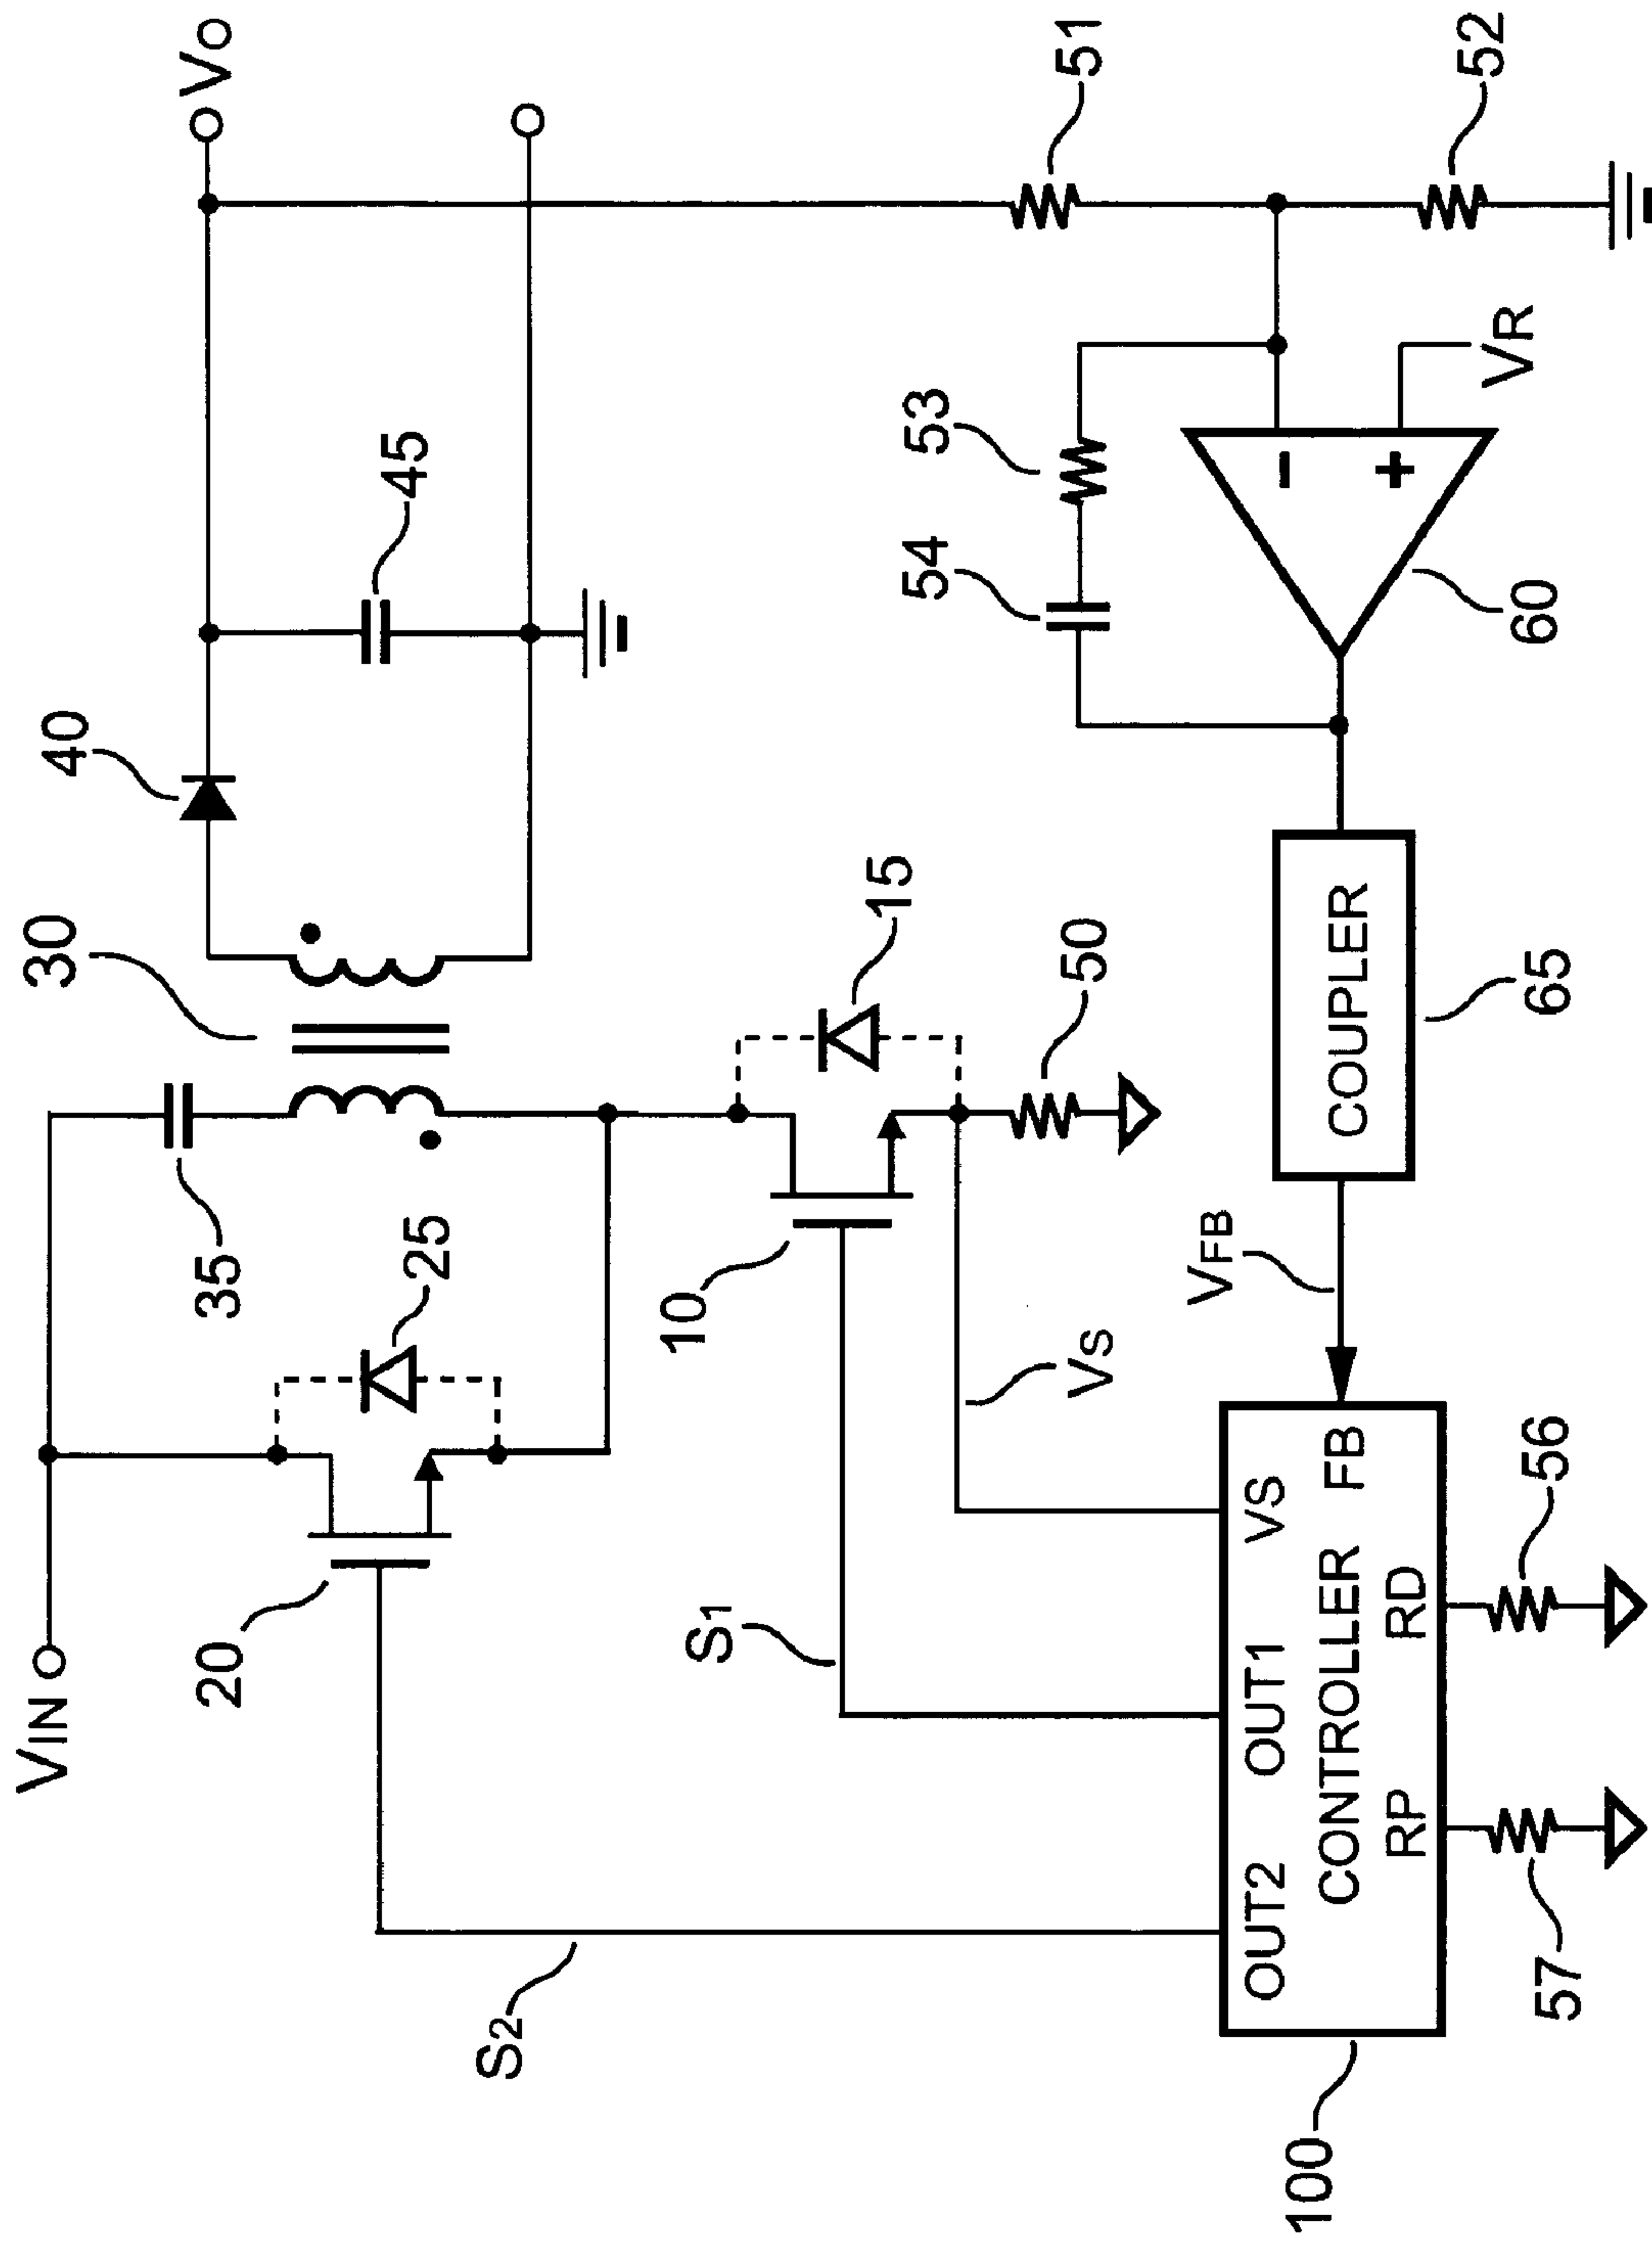 VIN
35
30
40
45
VO
20
25
10
15
50
S2
S1
VS
VFB
54
53
51
52
VR
60
COUPLER
65
OUT2 OUT1 VS
CONTROLLER FB
RP RD
100
57
56